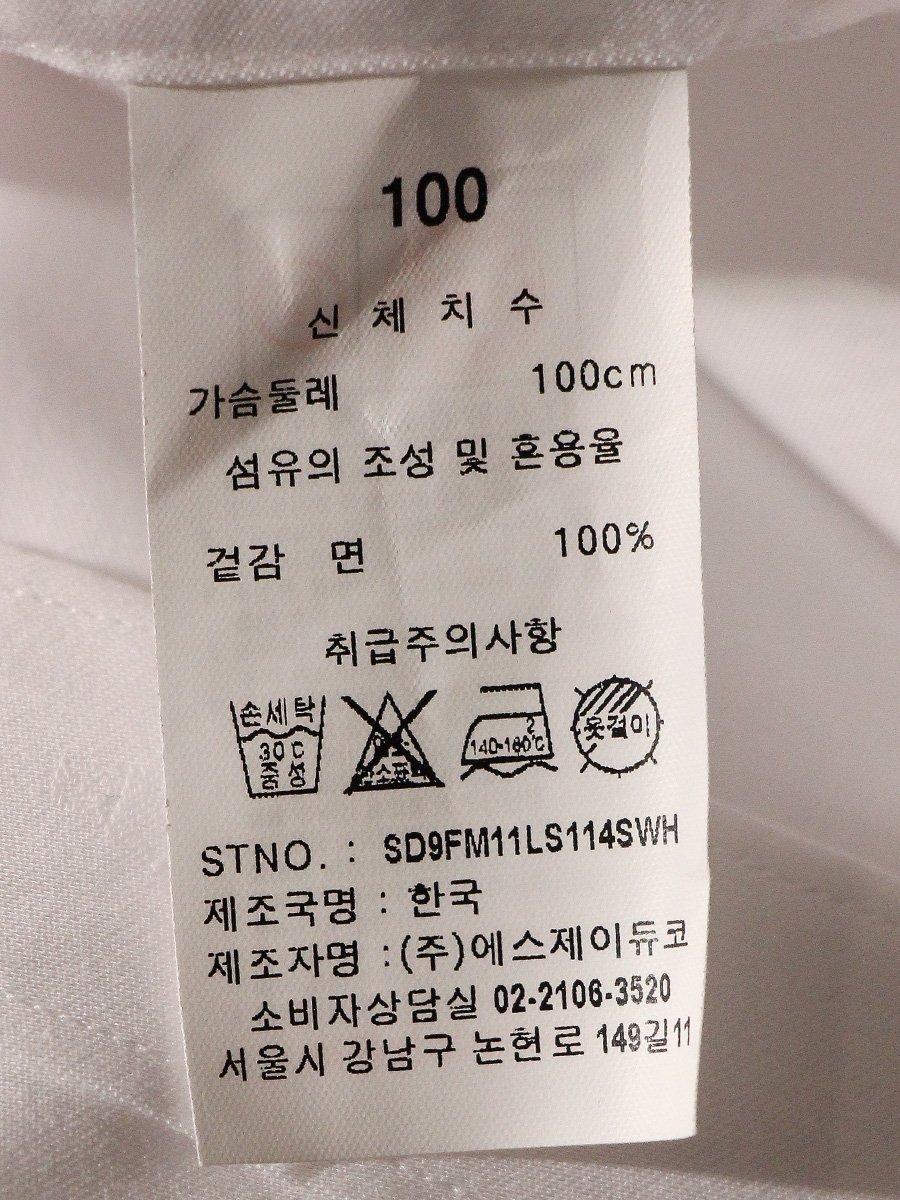 100
신 체 치 수
가슴둘레 100cm
섬유의 조성 및 혼용율
겉감 면 100%
취급주의사항
손세탁
30℃
중성
2
140-160℃
옷걸이
STNO. : SD9FM11LS114SWH
제조국명 : 한국
제조자명 :(주)에스제이듀코
소비자상담실 02-2106-3520
서울시 강남구 논현로 149길11